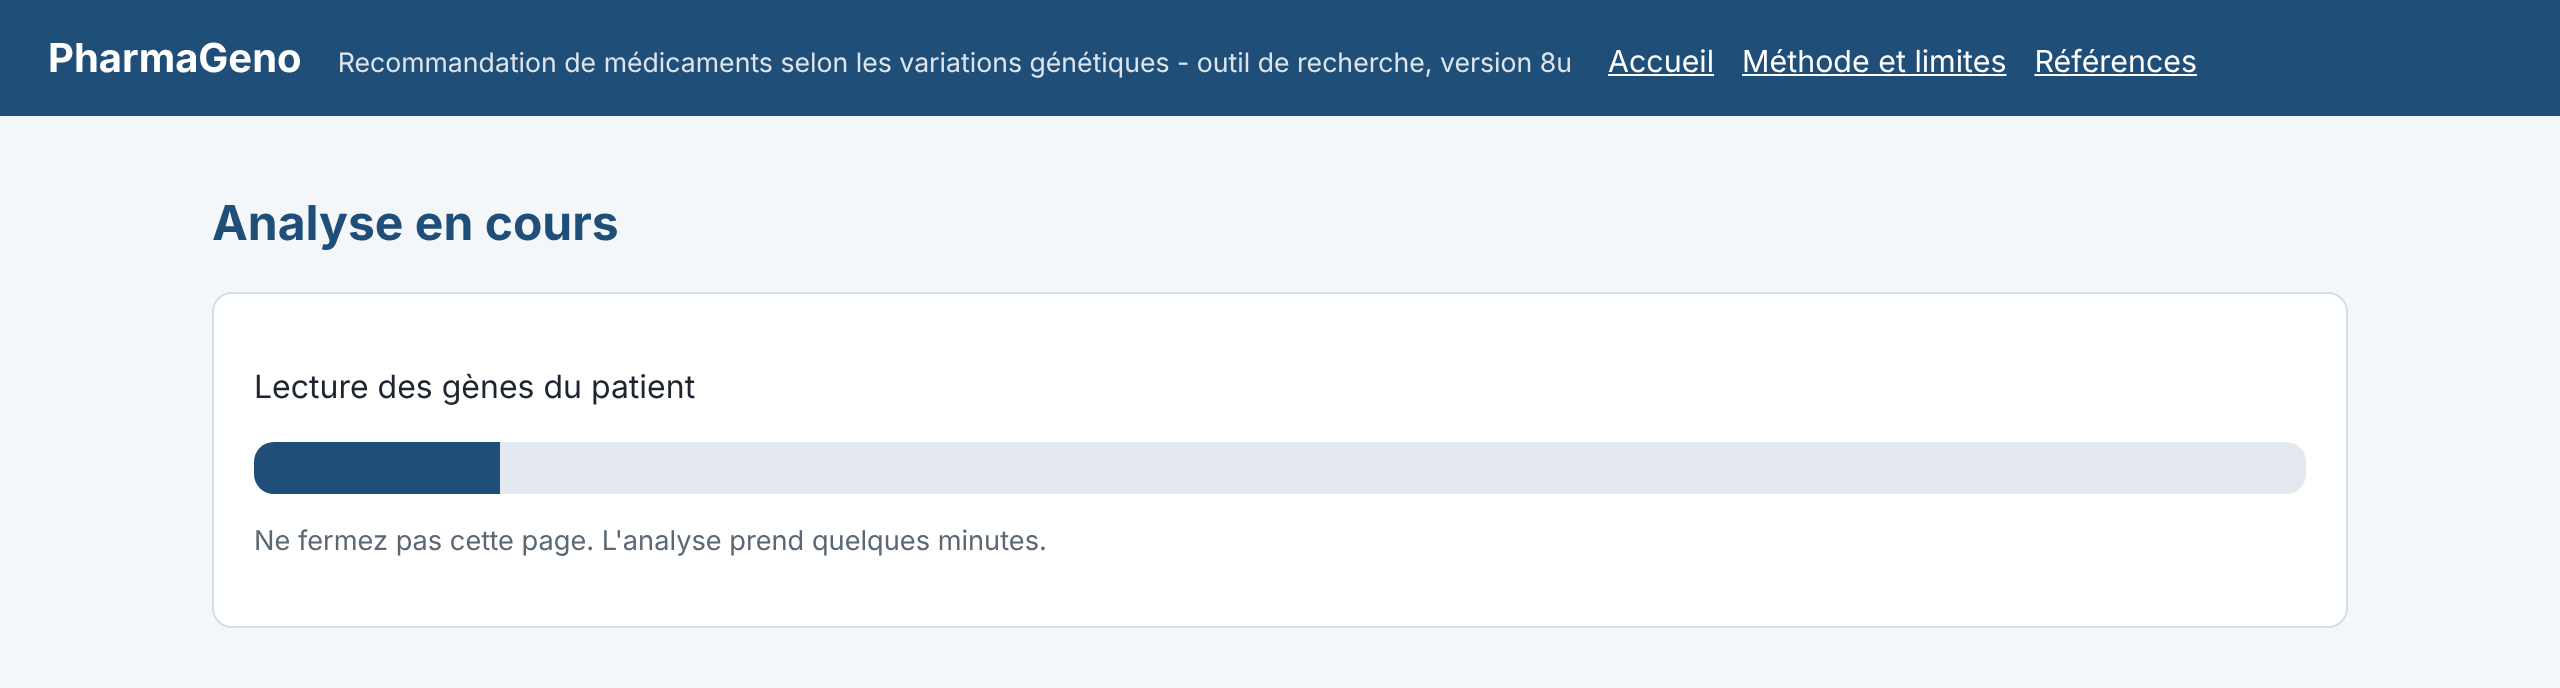 PharmaGeno Recommandation de médicaments selon les variations génétiques - outil de recherche, version 8u Accueil Méthode et limites Références
Analyse en cours
Lecture des gènes du patient
Ne fermez pas cette page. L'analyse prend quelques minutes.